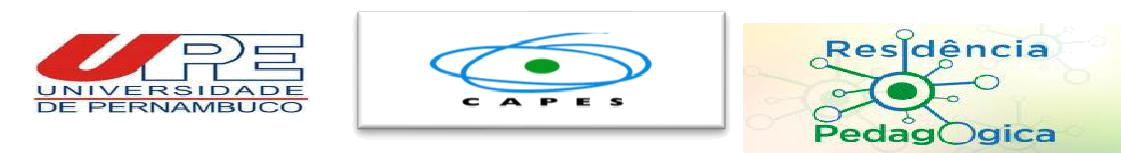 UPE
UNIVERSIDADE
DE PERNAMBUCO
CAPES
Residência
Pedagógica